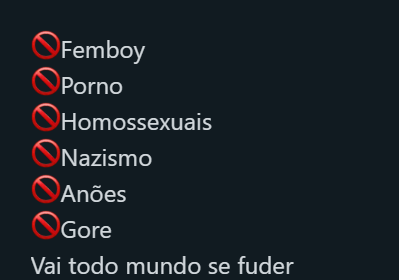 🚫Femboy
🚫Porno
🚫Homossexuais
🚫Nazismo
🚫Anões
🚫Gore
Vai todo mundo se fuder